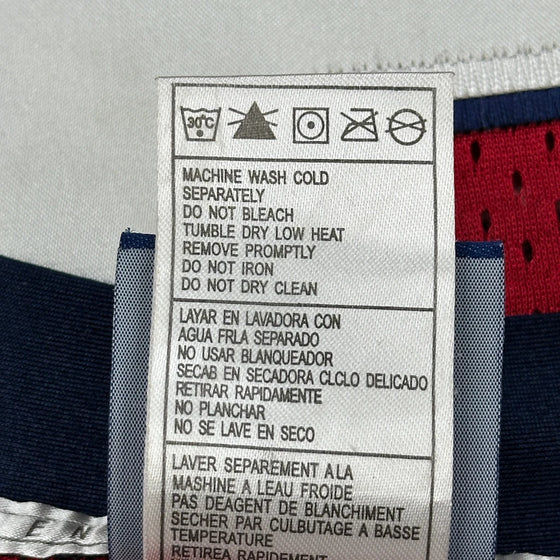 30°C
MACHINE WASH COLD
SEPARATELY
DO NOT BLEACH
TUMBLE DRY LOW HEAT
REMOVE PROMPTLY
DO NOT IRON
DO NOT DRY CLEAN
LAYAR EN LAVADORA CON
AGUA FRLA SEPARADO
NO USAR BLANQUEADOR
SECAB EN SECADORA CLCLO DELICADO
RETIRAR RAPIDAMENTE
NO PLANCHAR
NO SE LAVE EN SECO
LAVER SEPAREMENT ALA
MACHINE A LEAU FROIDE
PAS DEAGENT DE BLANCHIMENT
SECHER PAR CULBUTAGE A BASSE
TEMPERATURE
RETIREZ RAPIDEMENT
E N